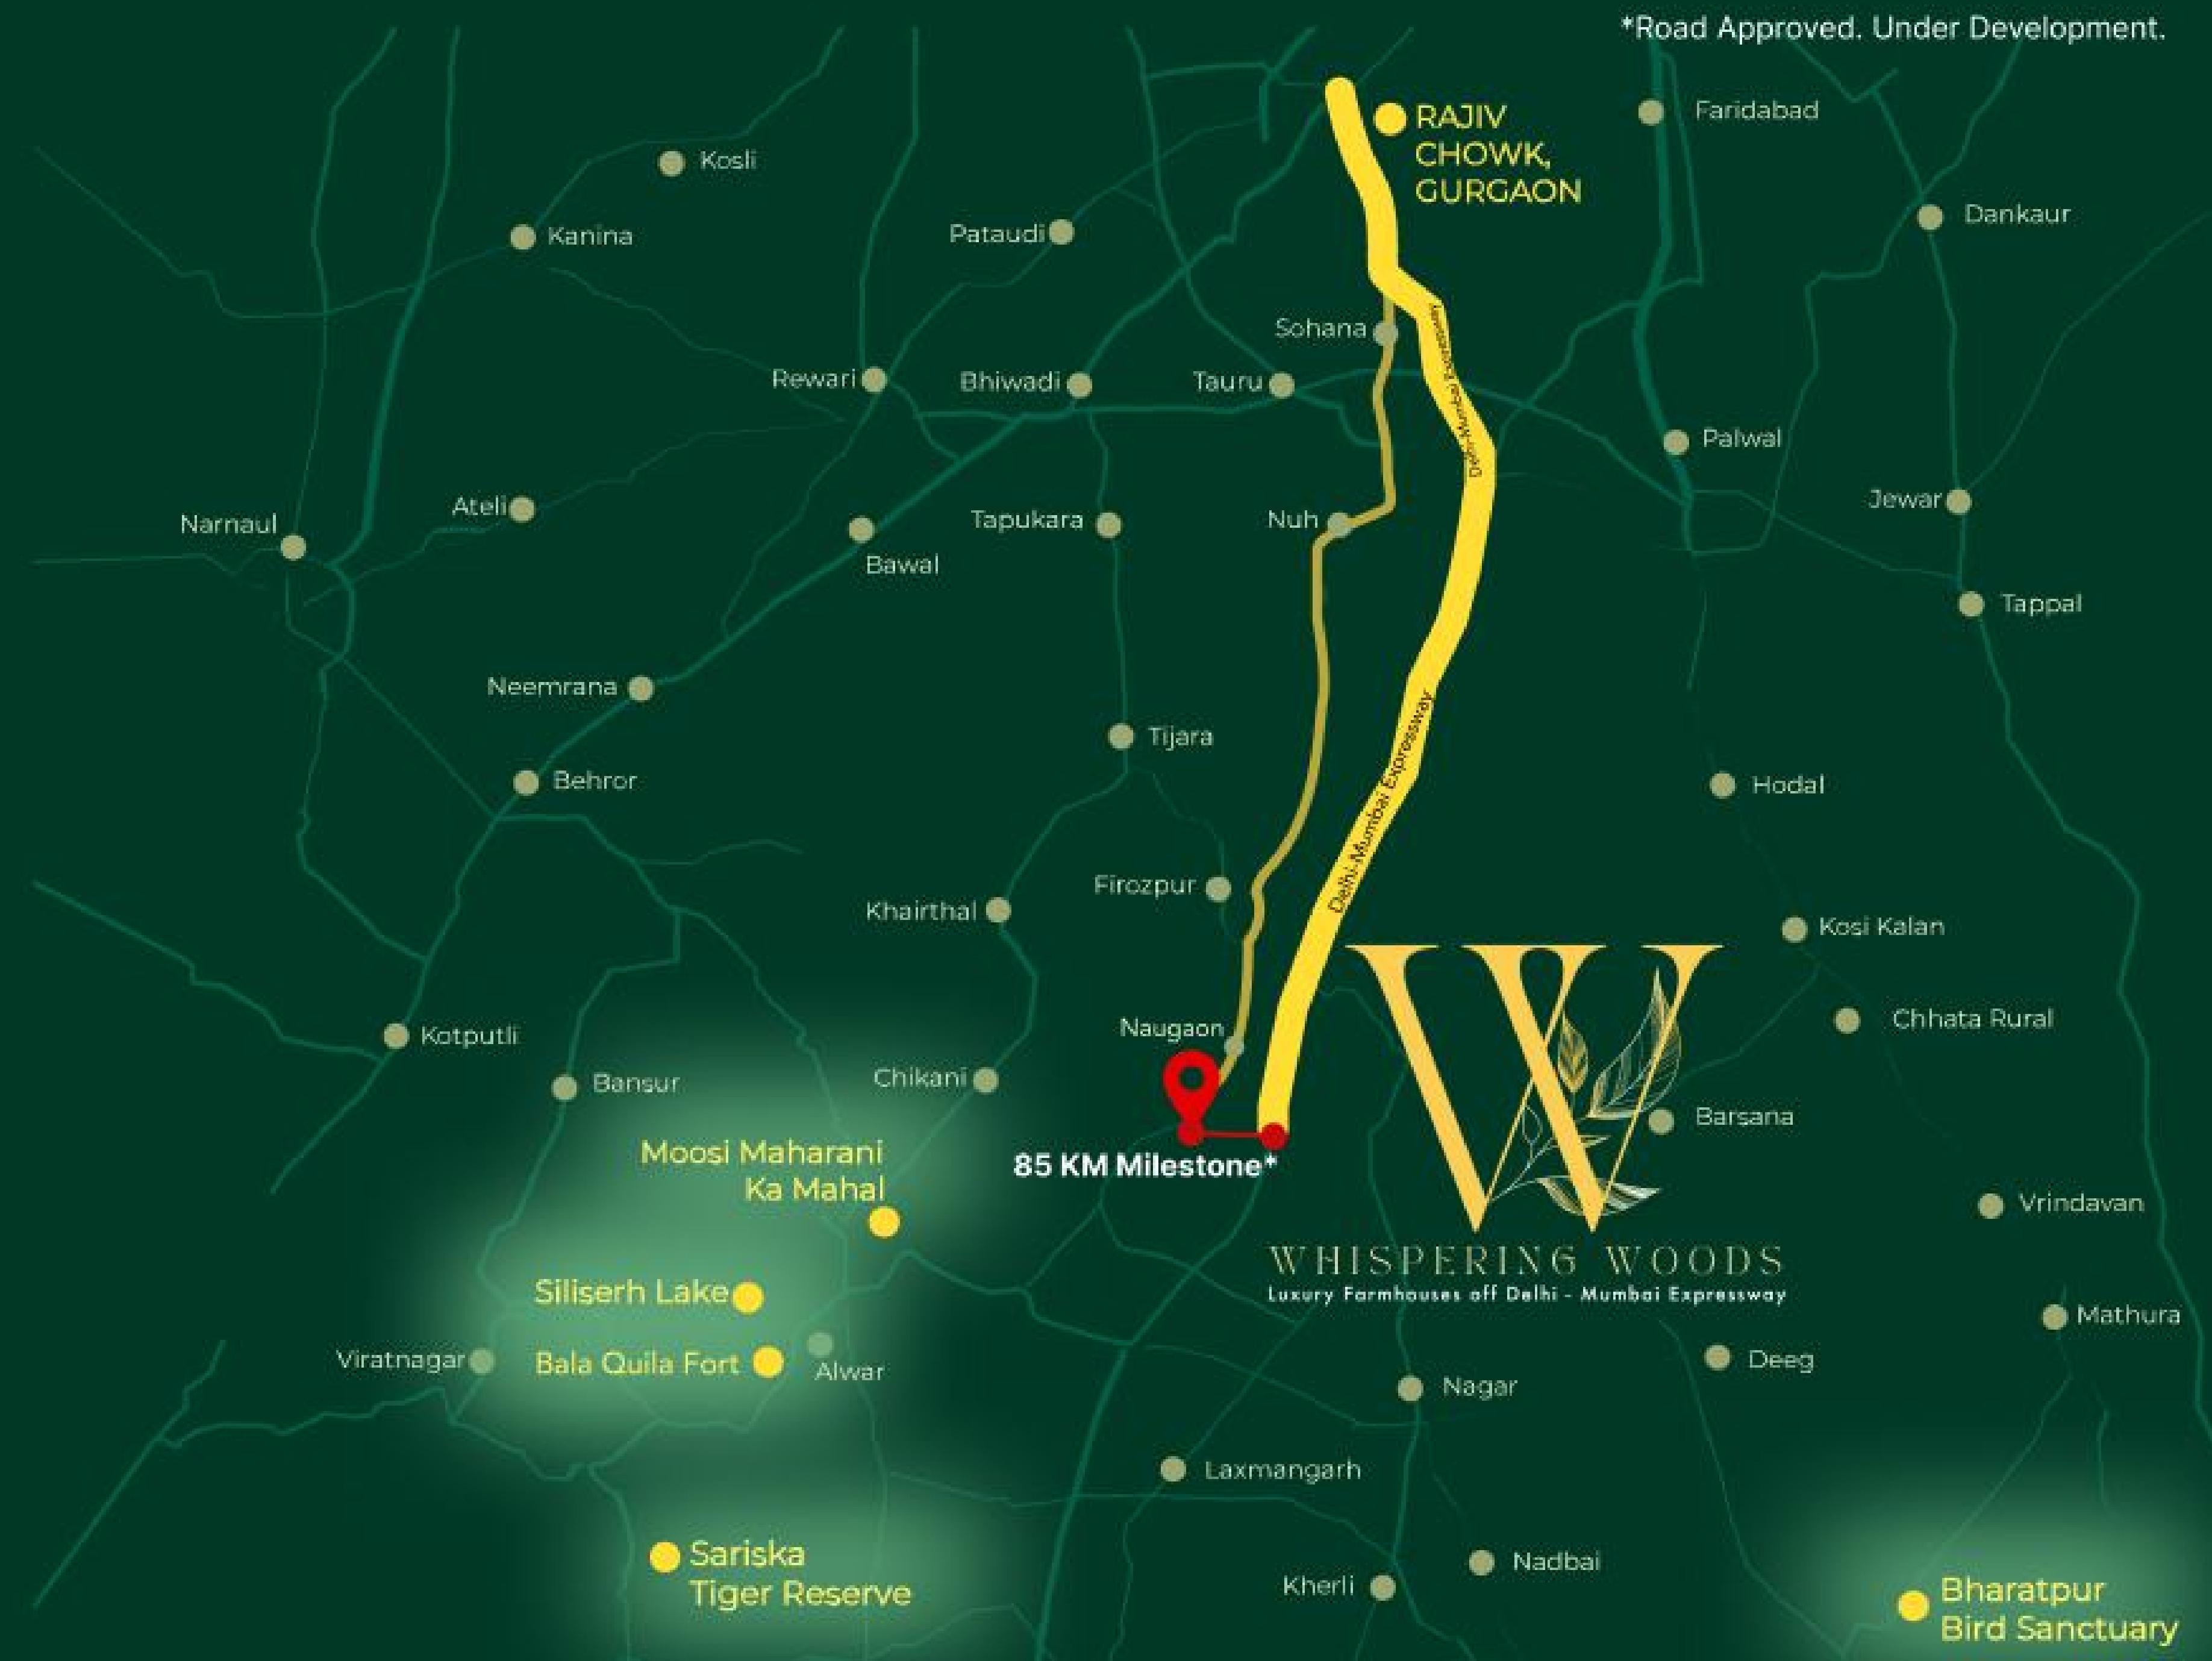 *Road Approved. Under Development.
RAJIV
CHOWK,
GURGAON
Faridabad
Kosli
Kanina
Pataudi
Dankaur
Sohana
Delhi-Mumbai Expressway
Rewari
Bhiwadi
Tauru
Palwal
Ateli
Narnaul
Tapukara
Nuh
Jewar
Bawal
Tappal
Neemrana
Tijara
Behror
Hodal
Delhi-Mumbai Expressway
Firozpur
Khairthal
Kosi Kalan
Naugaon
Chhata Rural
Kotputli
Bansur
Chikani
Barsana
85 KM Milestone*
Moosi Maharani
Ka Mahal
Vrindavan
W
WHISPERING WOODS
Luxury Farmhouses off Delhi - Mumbai Expressway
Siliserh Lake
Mathura
Viratnagar
Bala Quila Fort
Alwar
Deeg
Nagar
Laxmangarh
Sariska
Tiger Reserve
Nadbai
Kherli
Bharatpur
Bird Sanctuary